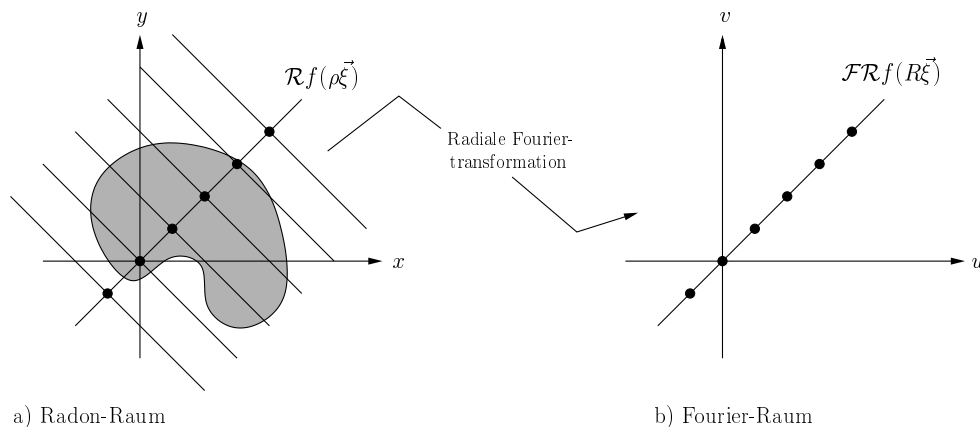 y
v
ℛf(ρξ⃗)
ℱℛf(Rξ⃗)
Radiale Fourier-
transformation
x
u
a) Radon-Raum
b) Fourier-Raum